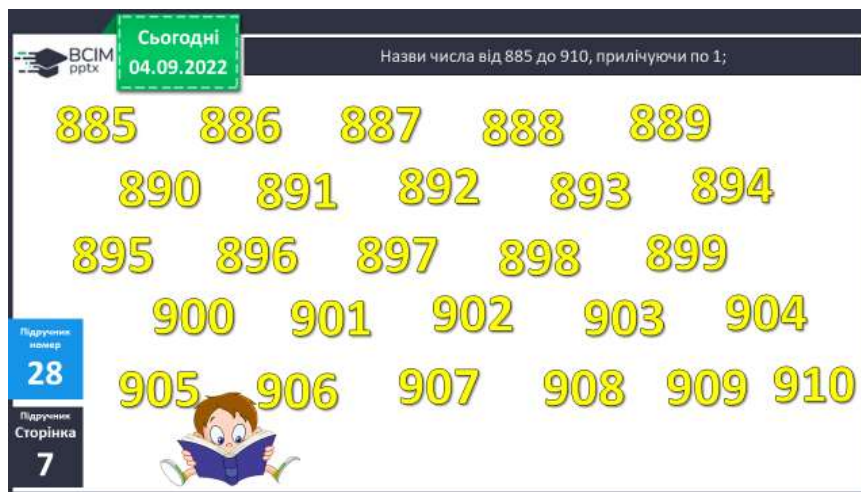 Сьогодні
04.09.2022
ВСІМ
pptx
Назви числа від 885 до 910, прилічуючи по 1;
885 886 887 888 889
890 891 892 893 894
895 896 897 898 899
900 901 902 903 904
905 906 907 908 909 910
Підручник
номер
28
Підручник
Сторінка
7